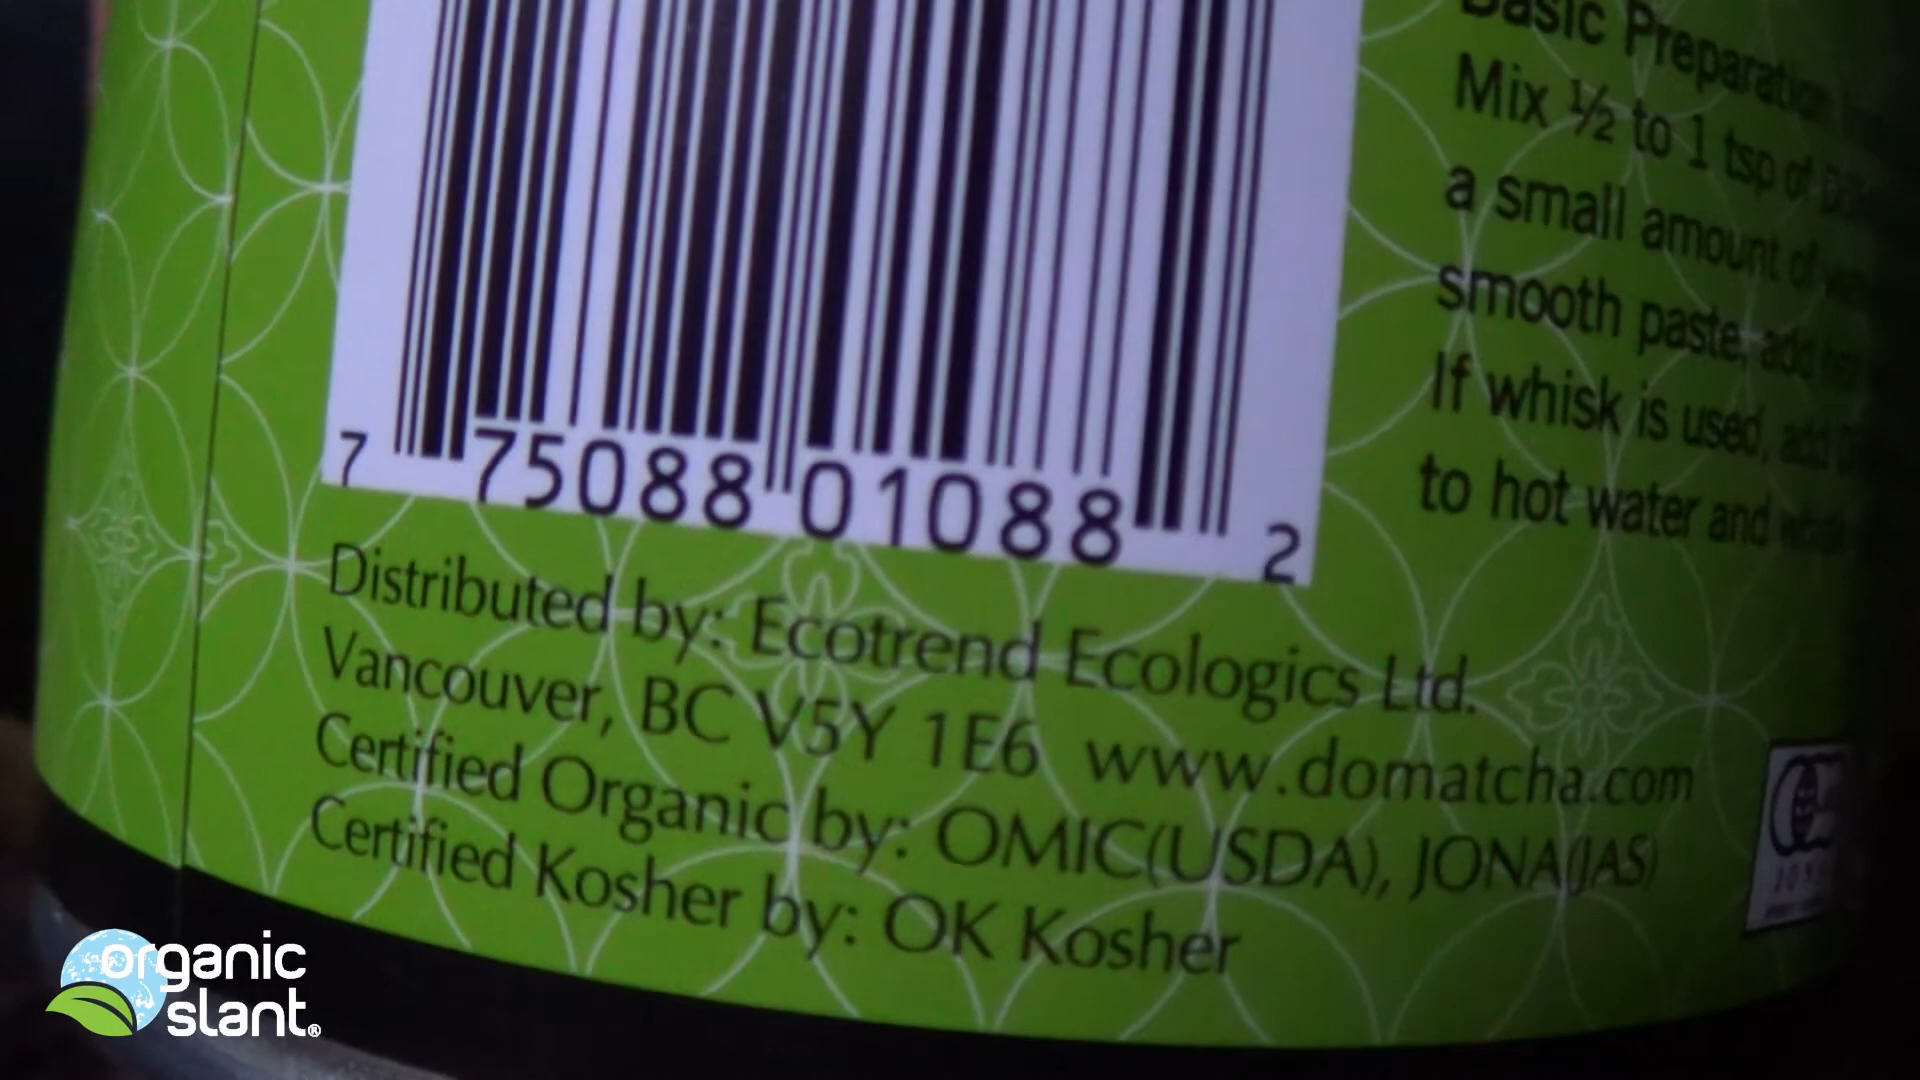 7 75088 01088 2
Distributed by: Ecotrend Ecologics Ltd.
Vancouver, BC V5Y 1E6 www.domatcha.com
Certified Organic by: OMIC(USDA), JONA(JAS)
Certified Kosher by: OK Kosher
Basic Preparation
Mix ½ to 1 tsp of
a small amount of
smooth paste, add
If whisk is used, add
to hot water and
organic
slant®